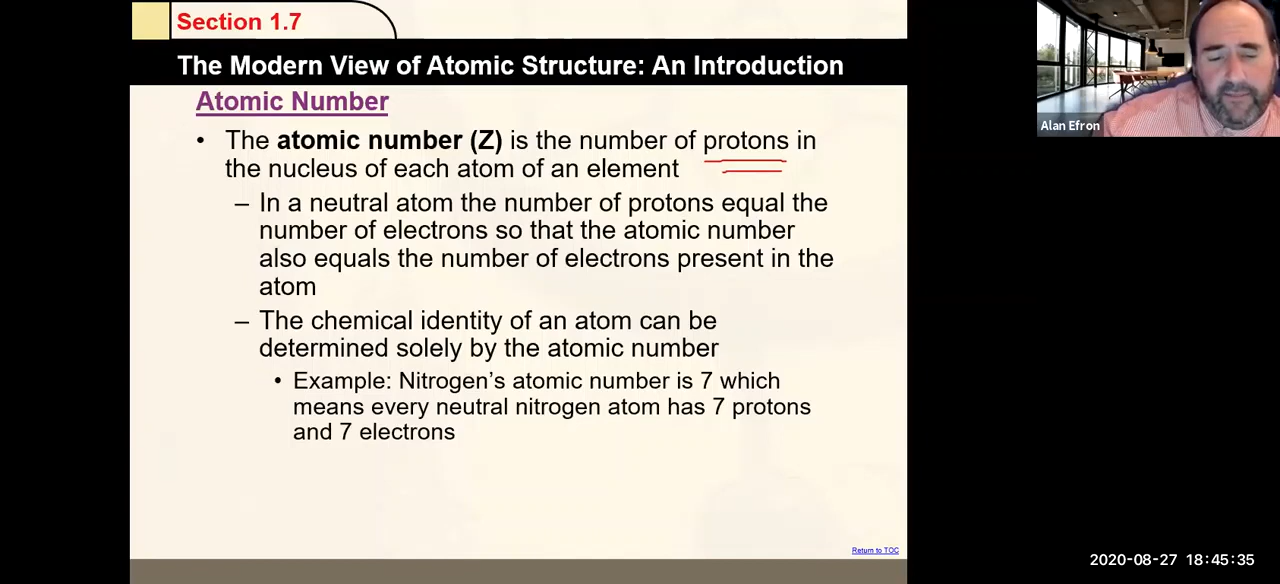 Section 1.7
The Modern View of Atomic Structure: An Introduction
Atomic Number
• The atomic number (Z) is the number of protons in
the nucleus of each atom of an element
– In a neutral atom the number of protons equal the
number of electrons so that the atomic number
also equals the number of electrons present in the
atom
– The chemical identity of an atom can be
determined solely by the atomic number
• Example: Nitrogen’s atomic number is 7 which
means every neutral nitrogen atom has 7 protons
and 7 electrons
Return to TOC
Alan Efron
2020-08-27 18:45:35